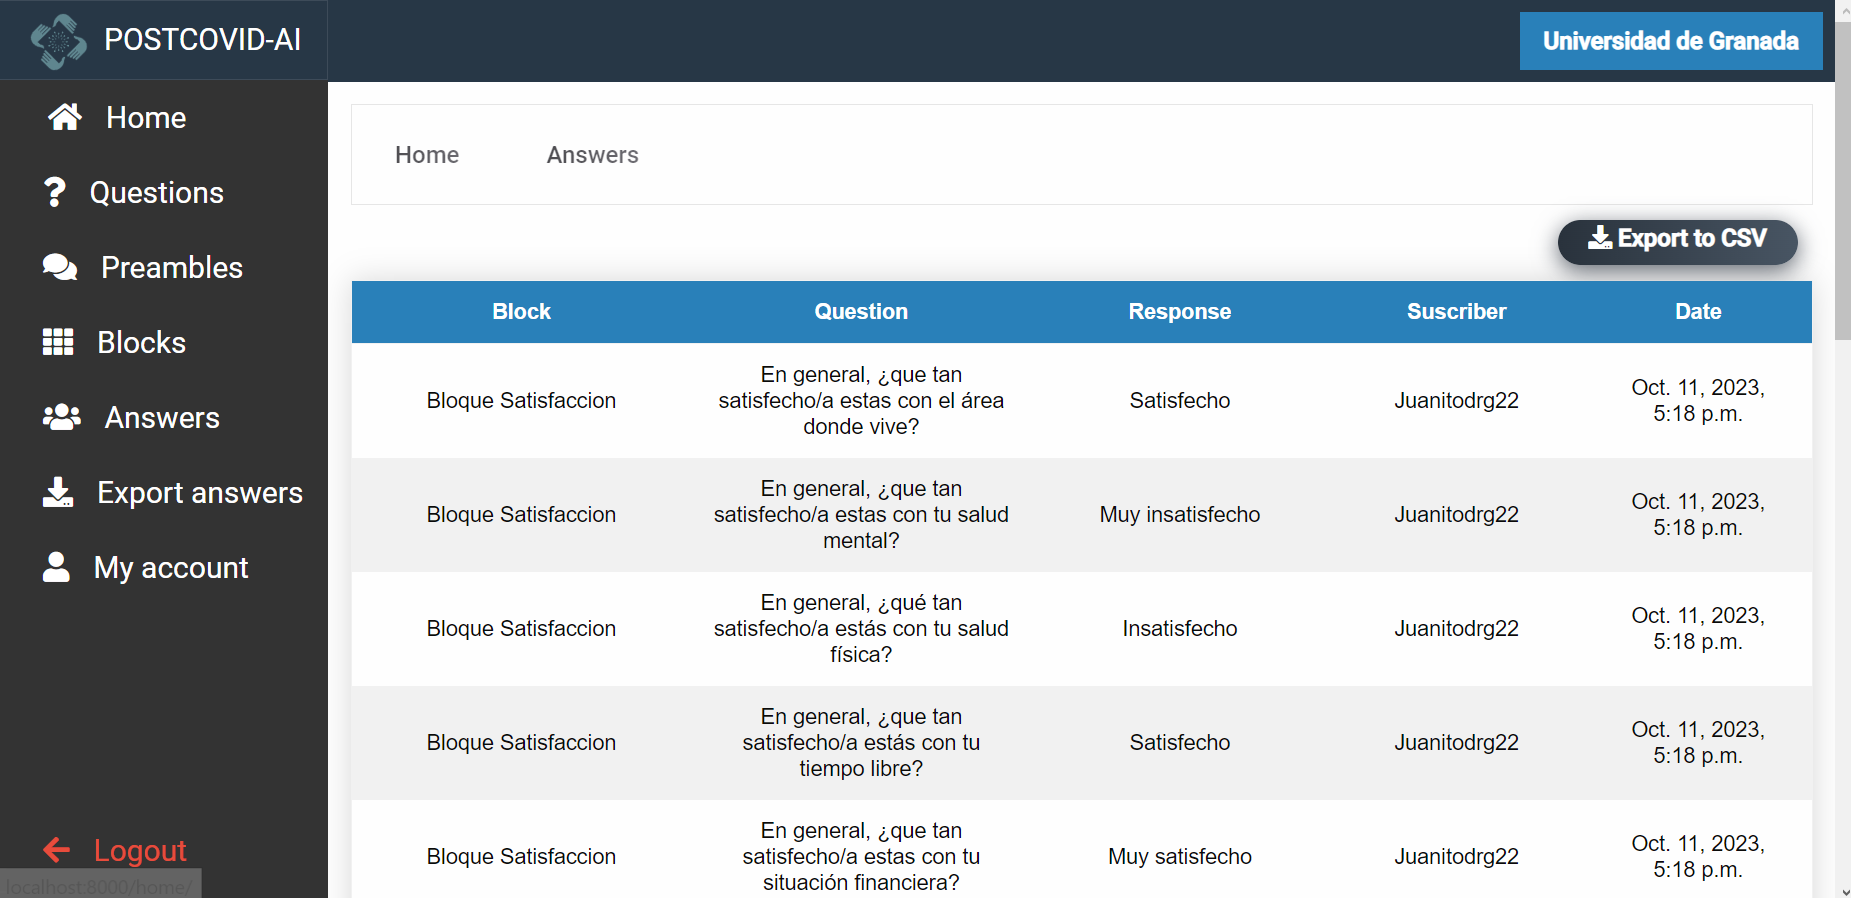 POSTCOVID-AI
Universidad de Granada
Home
Questions
Preambles
Blocks
Answers
Export answers
My account
Logout
localhost:8000/home/
Home Answers
Export to CSV
Block Question Response Suscriber Date
Bloque Satisfaccion
En general, ¿que tan
satisfecho/a estas con el área
donde vive?
Satisfecho
Juanitodrg22
Oct. 11, 2023,
5:18 p.m.
Bloque Satisfaccion
En general, ¿que tan
satisfecho/a estas con tu salud
mental?
Muy insatisfecho
Juanitodrg22
Oct. 11, 2023,
5:18 p.m.
Bloque Satisfaccion
En general, ¿qué tan
satisfecho/a estás con tu salud
física?
Insatisfecho
Juanitodrg22
Oct. 11, 2023,
5:18 p.m.
Bloque Satisfaccion
En general, ¿que tan
satisfecho/a estás con tu
tiempo libre?
Satisfecho
Juanitodrg22
Oct. 11, 2023,
5:18 p.m.
Bloque Satisfaccion
En general, ¿que tan
satisfecho/a estas con tu
situación financiera?
Muy satisfecho
Juanitodrg22
Oct. 11, 2023,
5:18 p.m.